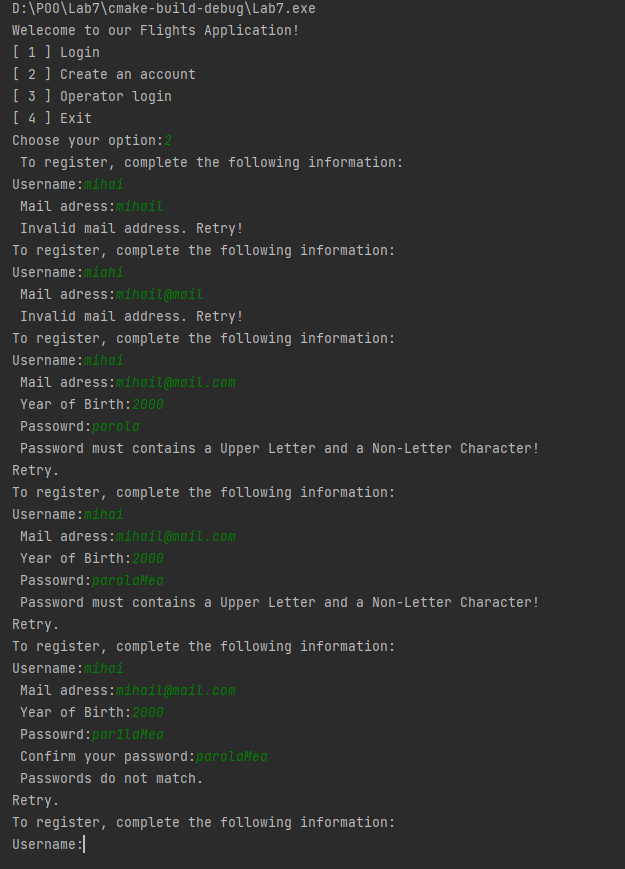 D:\POO\Lab7\cmake-build-debug\Lab7.exe
Welecome to our Flights Application!
[ 1 ] Login
[ 2 ] Create an account
[ 3 ] Operator login
[ 4 ] Exit
Choose your option:2
To register, complete the following information:
Username:mihai
Mail adress:mihail
Invalid mail address. Retry!
To register, complete the following information:
Username:miahi
Mail adress:mihail@mail
Invalid mail address. Retry!
To register, complete the following information:
Username:mihai
Mail adress:mihail@mail.com
Year of Birth:2000
Passowrd:parola
Password must contains a Upper Letter and a Non-Letter Character!
Retry.
To register, complete the following information:
Username:mihai
Mail adress:mihail@mail.com
Year of Birth:2000
Passowrd:parolaMea
Password must contains a Upper Letter and a Non-Letter Character!
Retry.
To register, complete the following information:
Username:mihai
Mail adress:mihail@mail.com
Year of Birth:2000
Passowrd:par1laMea
Confirm your password:parolaMea
Passwords do not match.
Retry.
To register, complete the following information:
Username: